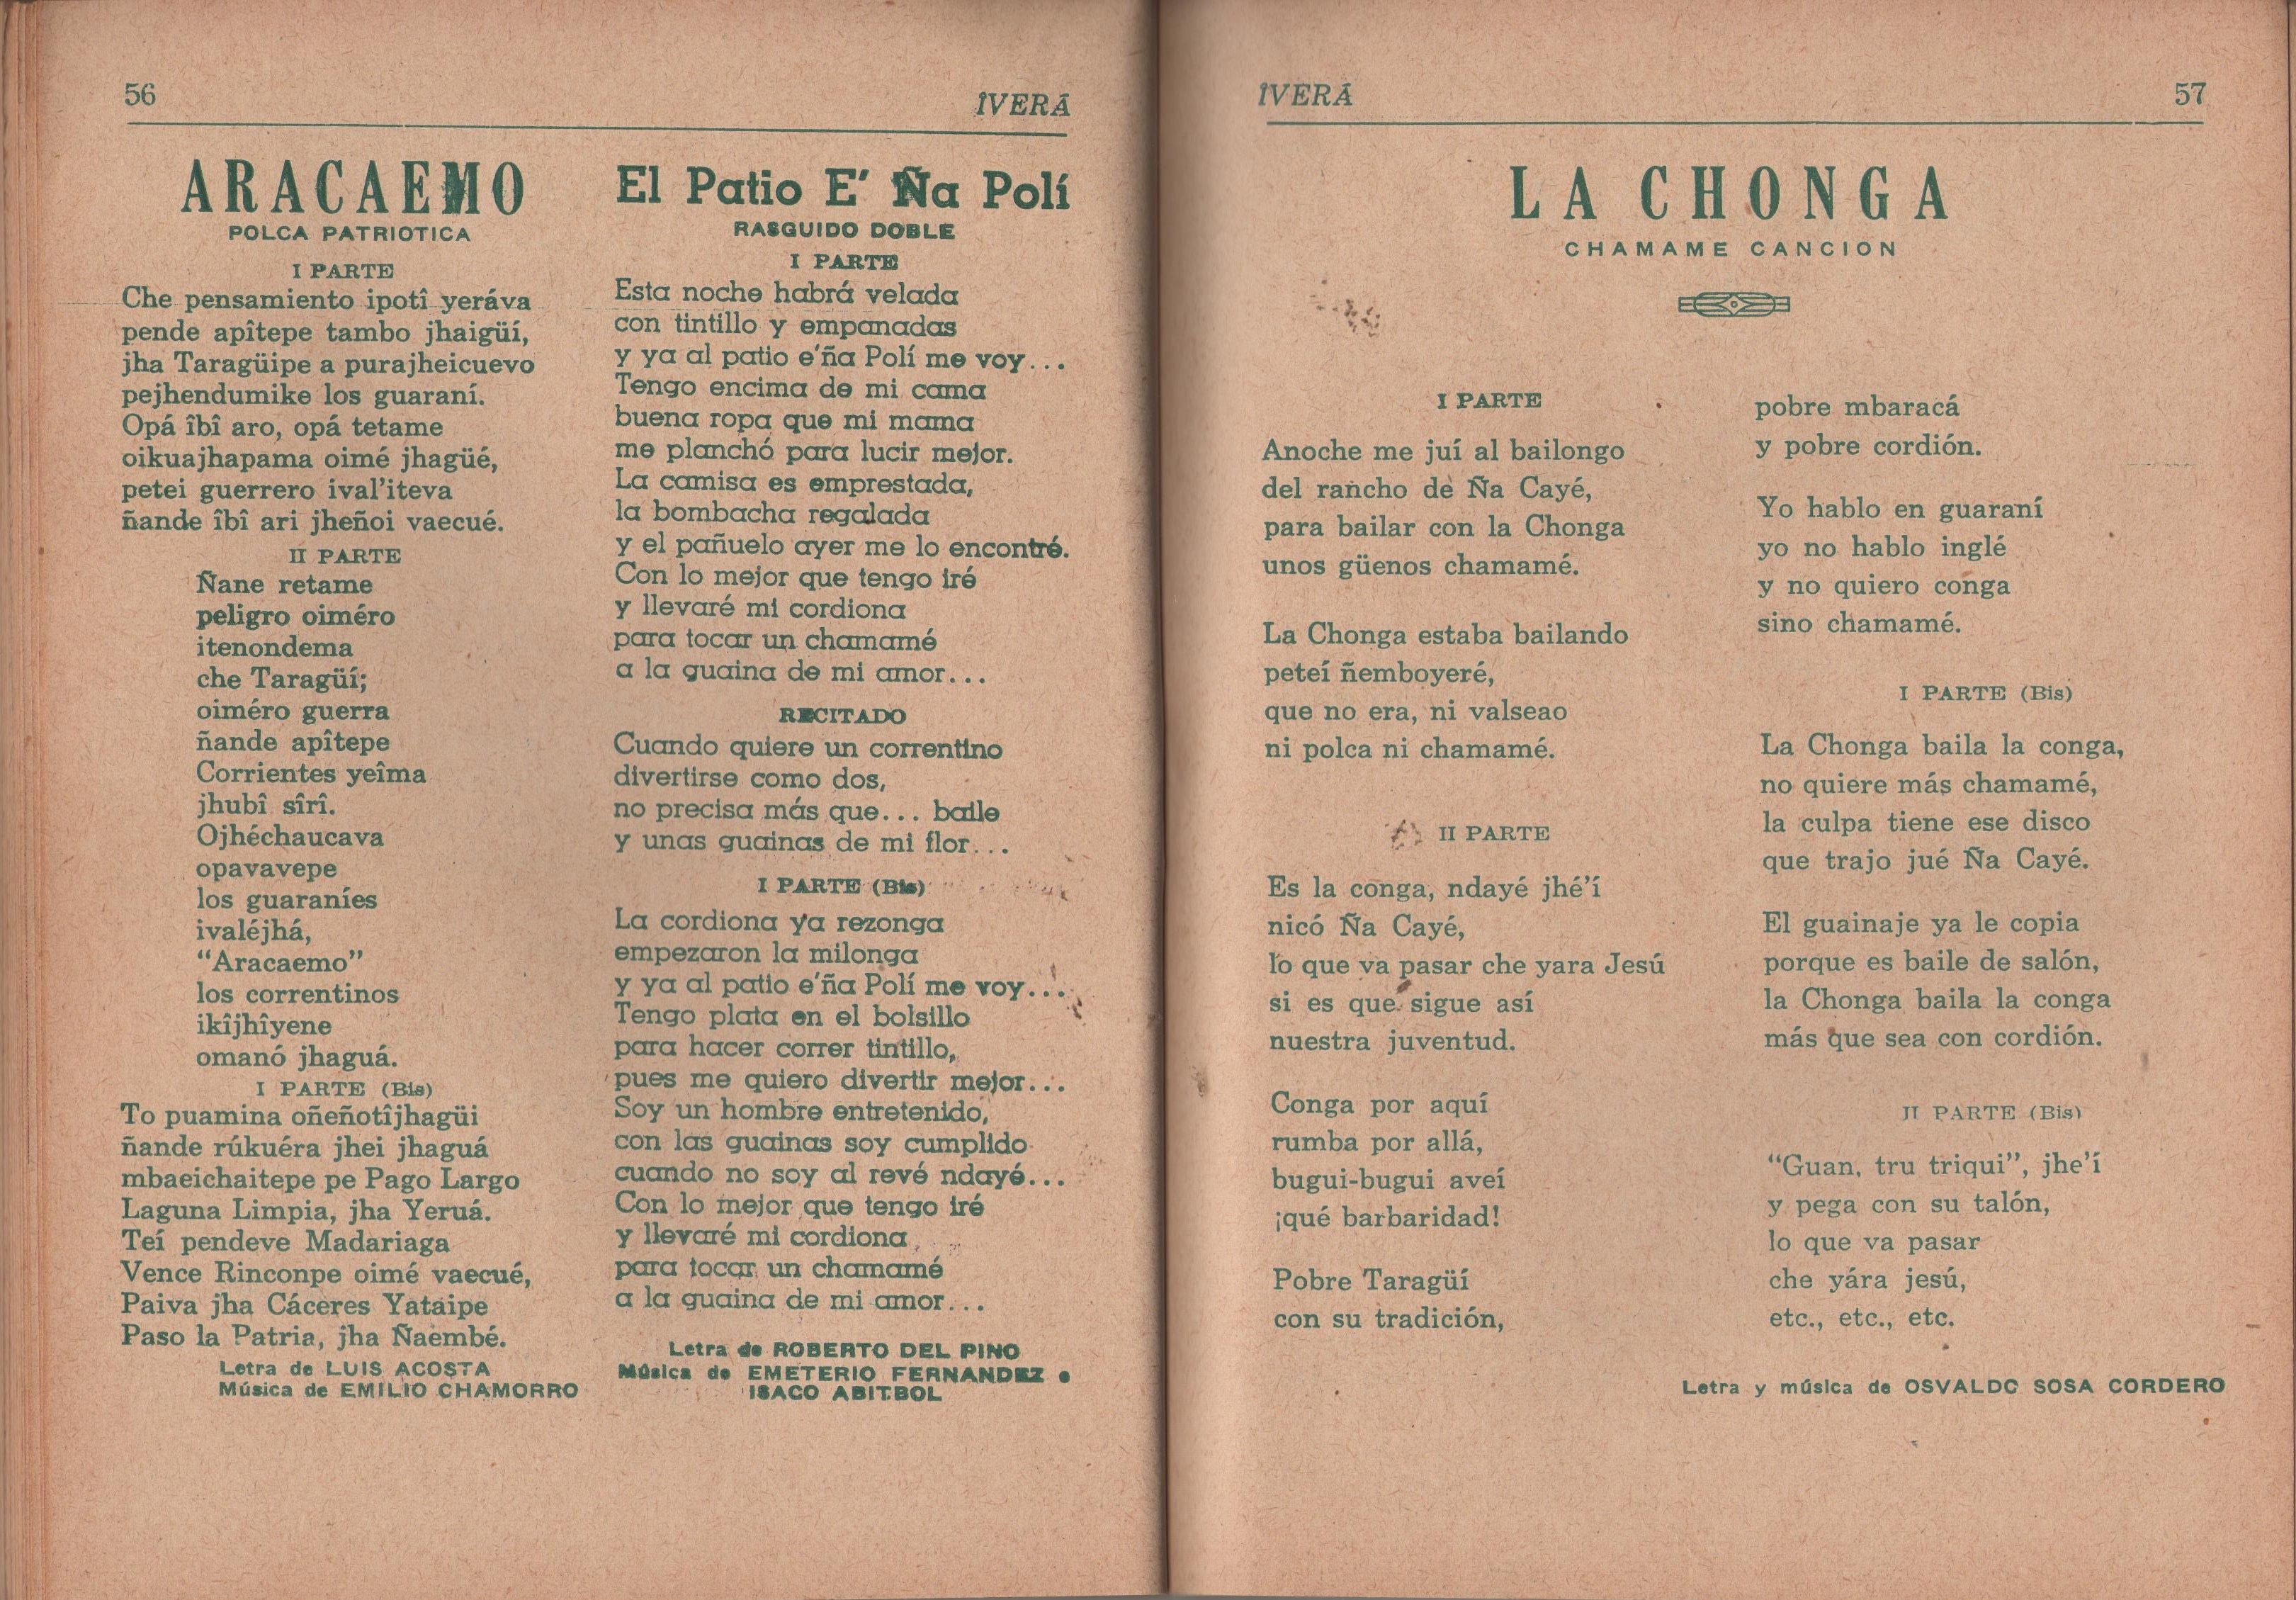 56
ÎVERÁ
ARACAEMO
POLCA PATRIOTICA
I PARTE
Che pensamiento ipotî yeráva
pende apîtepe tambo jhaigüí,
jha Taragüipe a purajheicuevo
pejhendumike los guaraní.
Opá îbî aro, opá tetame
oikuajhapama oimé jhagüé,
petei guerrero ival'iteva
ñande îbî ari jheñoi vaecué.
II PARTE
Ñane retame
peligro oiméro
itenondema
che Taragüí;
oiméro guerra
ñande apîtepe
Corrientes yeîma
jhubî sîrî.
Ojhéchaucava
opavavepe
los guaraníes
ivaléjhá,
"Aracaemo"
los correntinos
ikîjhîyene
omanó jhaguá.
I PARTE (Bis)
To puamina oñeñotîjhagüi
ñande rúkuéra jhei jhaguá
mbaeichaitepe pe Pago Largo
Laguna Limpia, jha Yeruá.
Teí pendeve Madariaga
Vence Rinconpe oimé vaecué,
Paiva jha Cáceres Yataipe
Paso la Patria, jha Ñaembé.
Letra de LUIS ACOSTA
Música de EMILIO CHAMORRO
El Patio E' Ña Polí
RASGUIDO DOBLE
I PARTE
Esta noche habrá velada
con tintillo y empanadas
y ya al patio e'ña Polí me voy...
Tengo encima de mi cama
buena ropa que mi mama
me planchó para lucir mejor.
La camisa es emprestada,
la bombacha regalada
y el pañuelo ayer me lo encontré.
Con lo mejor que tengo iré
y llevaré mi cordiona
para tocar un chamamé
a la guaina de mi amor...
RECITADO
Cuando quiere un correntino
divertirse como dos,
no precisa más que... baile
y unas guainas de mi flor...
I PARTE (Bis)
La cordiona ya rezonga
empezaron la milonga
y ya al patio e'ña Polí me voy...
Tengo plata en el bolsillo
para hacer correr tintillo,
pues me quiero divertir mejor...
Soy un hombre entretenido,
con las guainas soy cumplido
cuando no soy al revé ndayé...
Con lo mejor que tengo iré
y llevaré mi cordiona
para tocar un chamamé
a la guaina de mi amor...
Letra de ROBERTO DEL PINO
Música de EMETERIO FERNANDEZ e
ISACO ABITBOL
ÎVERÁ
57
LA CHONGA
CHAMAME CANCION
I PARTE
Anoche me juí al bailongo
del rancho de Ña Cayé,
para bailar con la Chonga
unos güenos chamamé.
La Chonga estaba bailando
peteí ñemboyeré,
que no era, ni valseao
ni polca ni chamamé.
II PARTE
Es la conga, ndayé jhé'í
nicó Ña Cayé,
lo que va pasar che yara Jesú
si es que sigue así
nuestra juventud.
Conga por aquí
rumba por allá,
bugui-bugui aveí
¡qué barbaridad!
Pobre Taragüí
con su tradición,
pobre mbaracá
y pobre cordión.
Yo hablo en guaraní
yo no hablo inglé
y no quiero conga
sino chamamé.
I PARTE (Bis)
La Chonga baila la conga,
no quiere más chamamé,
la culpa tiene ese disco
que trajo jué Ña Cayé.
El guainaje ya le copia
porque es baile de salón,
la Chonga baila la conga
más que sea con cordión.
II PARTE (Bis)
"Guan, tru triqui", jhe'í
y pega con su talón,
lo que va pasar
che yára jesú,
etc., etc., etc.
Letra y música de OSVALDO SOSA CORDERO